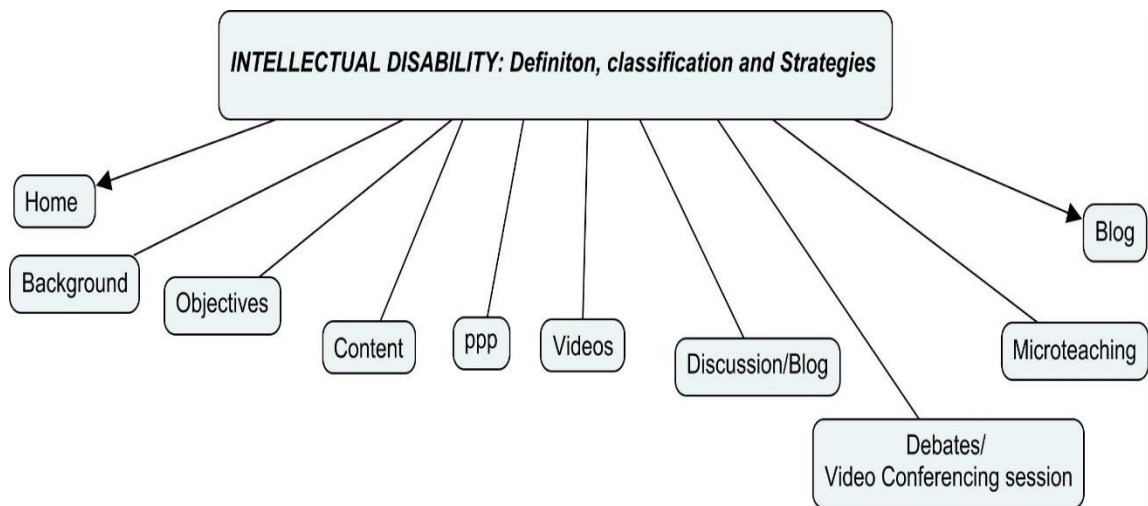 INTELLECTUAL DISABILITY: Definiton, classification and Strategies
Home
Blog
Background
Objectives
Content
ppp
Videos
Discussion/Blog
Microteaching
Debates/
Video Conferencing session